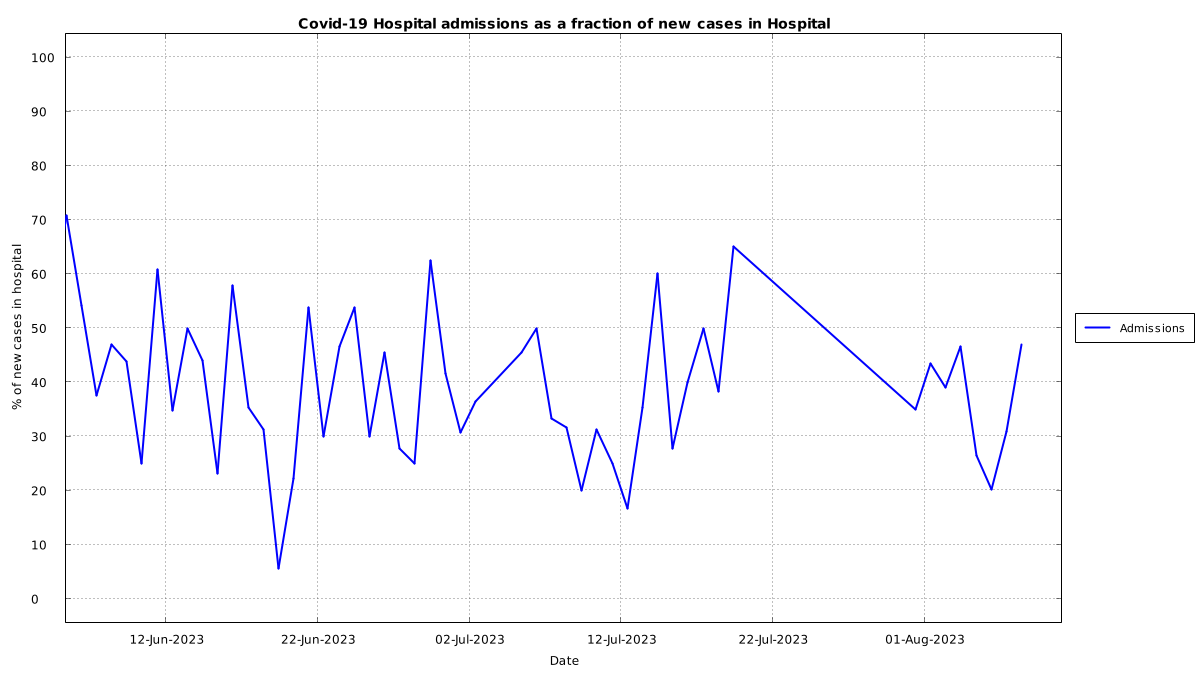 Covid-19 Hospital admissions as a fraction of new cases in Hospital
100
90
80
70
60
50
40
30
20
10
0
% of new cases in hospital
12-Jun-2023
22-Jun-2023
02-Jul-2023
12-Jul-2023
22-Jul-2023
01-Aug-2023
Date
Admissions